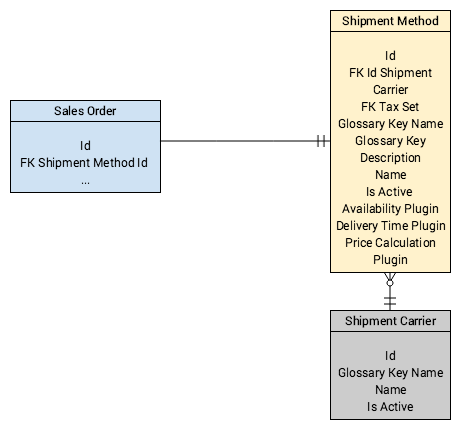 Shipment Method
Id
FK Id Shipment
Carrier
FK Tax Set
Glossary Key Name
Glossary Key
Description
Name
Is Active
Availability Plugin
Delivery Time Plugin
Price Calculation
Plugin
Sales Order
Id
FK Shipment Method Id
...
Shipment Carrier
Id
Glossary Key Name
Name
Is Active